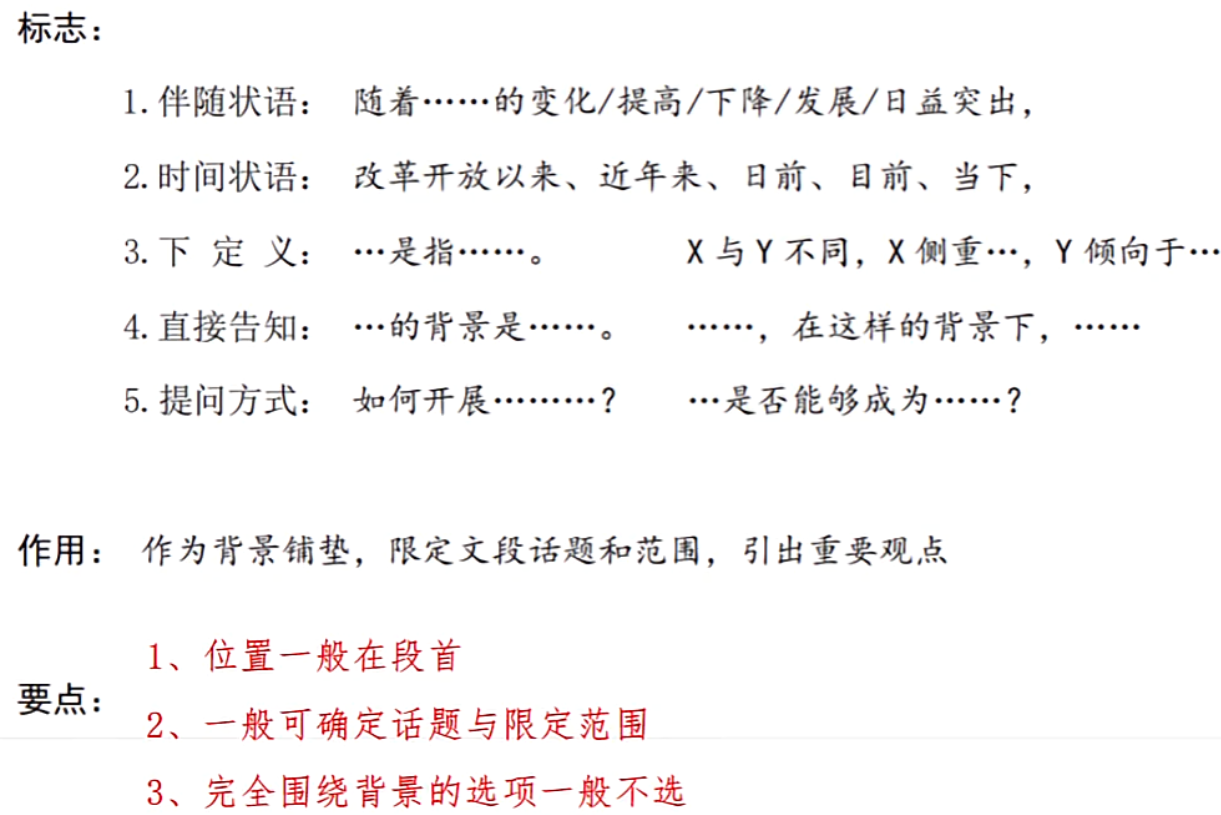 标志：
1.伴随状语： 随着……的变化/提高/下降/发展/日益突出，
2.时间状语： 改革开放以来、近年来、日前、目前、当下，
3.下 定 义： …是指……。 X 与 Y 不同，X 侧重…，Y 倾向于…
4.直接告知： …的背景是……。 ……，在这样的背景下，……
5.提问方式： 如何开展………？ …是否能够成为……？
作用： 作为背景铺垫，限定文段话题和范围，引出重要观点
要点：
1、位置一般在段首
2、一般可确定话题与限定范围
3、完全围绕背景的选项一般不选